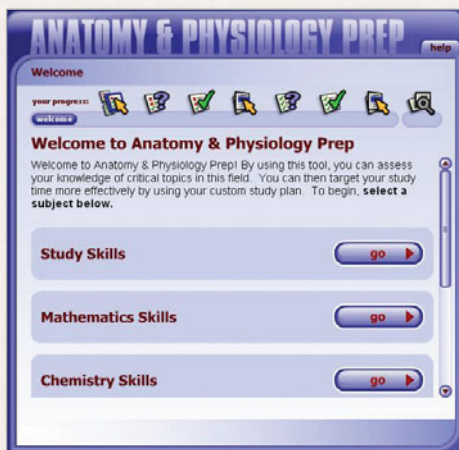 ANATOMY & PHYSIOLOGY PREP
help
Welcome
your progress:
welcome
Welcome to Anatomy & Physiology Prep
Welcome to Anatomy & Physiology Prep! By using this tool, you can assess
your knowledge of critical topics in this field. You can then target your study
time more effectively by using your custom study plan. To begin, select a
subject below.
Study Skills
go
Mathematics Skills
go
Chemistry Skills
go